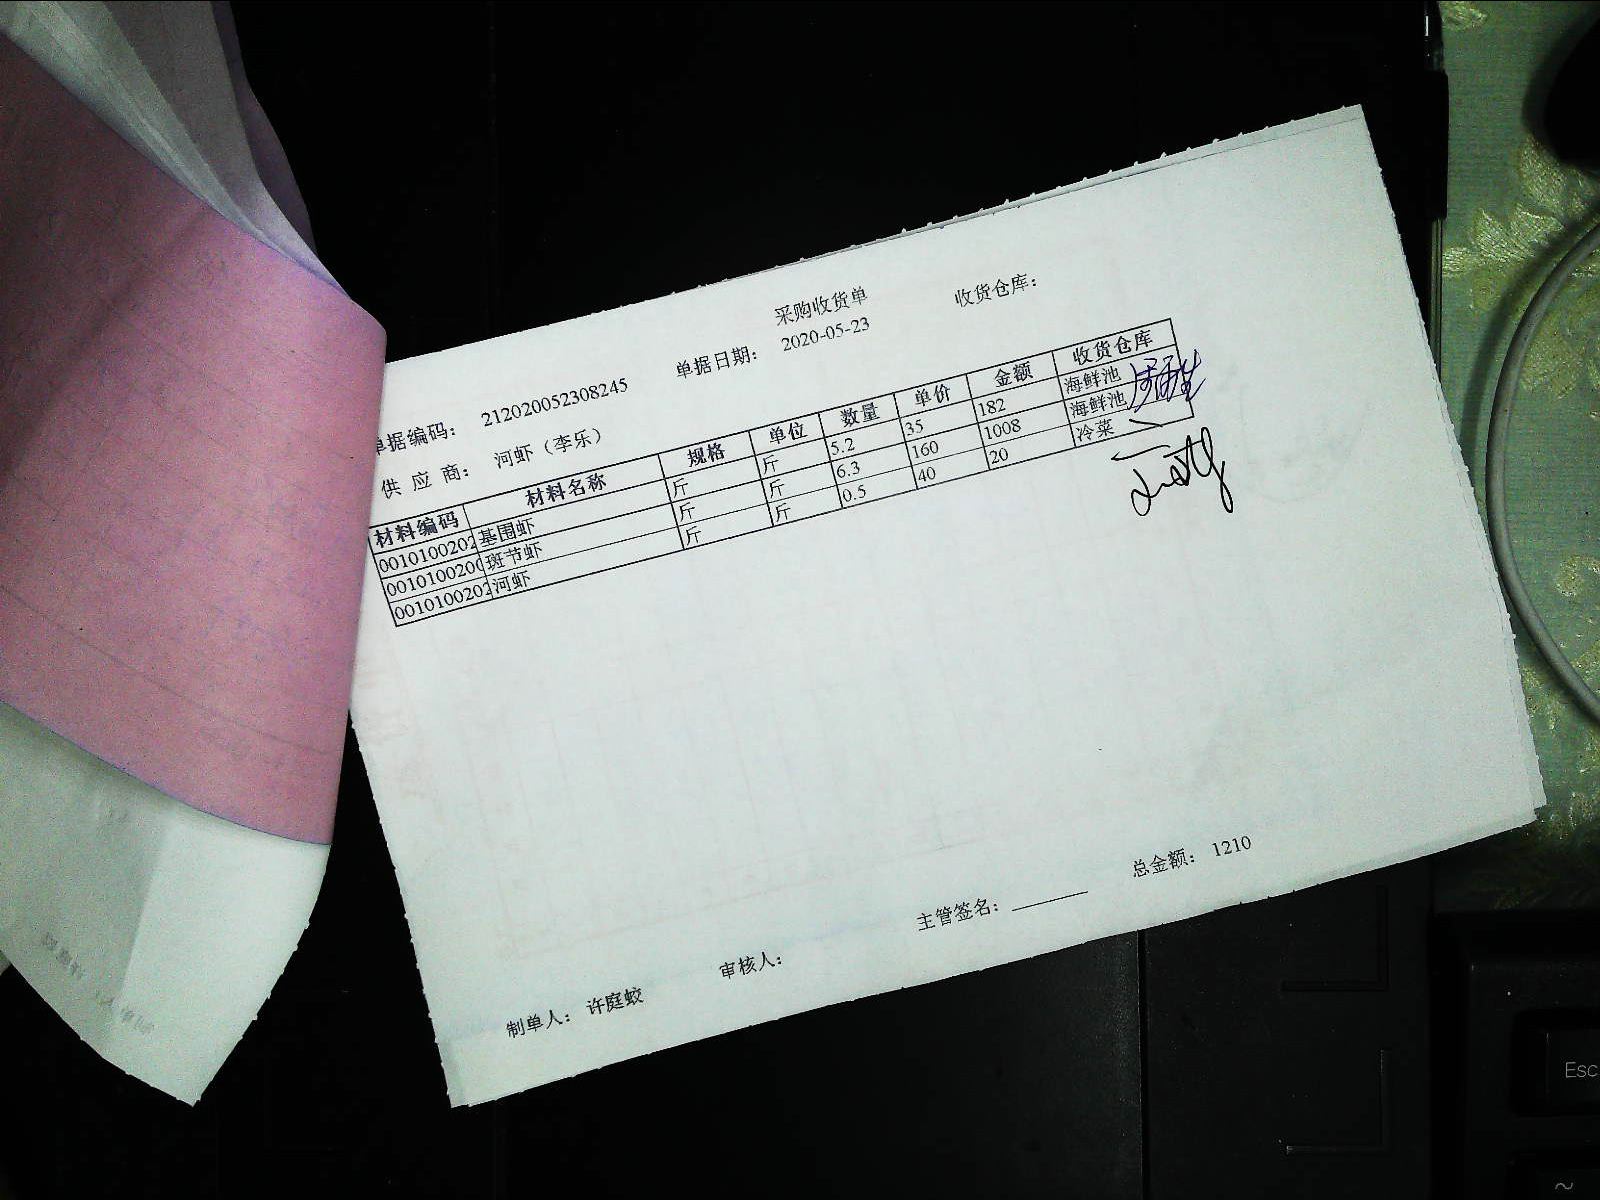 采购收货单
单据编码： 212020052308245 单据日期： 2020-05-23 收货仓库：
供 应 商： 河虾（李乐）
材料编码 材料名称 规格 单位 数量 单价 金额 收货仓库
0010100202 基围虾 斤 斤 5.2 35 182 海鲜池
0010100200 斑节虾 斤 斤 6.3 160 1008 海鲜池
0010100202 河虾 斤 斤 0.5 40 20 冷菜
制单人： 许庭蛟 审核人： 主管签名： 总金额： 1210
Esc
~